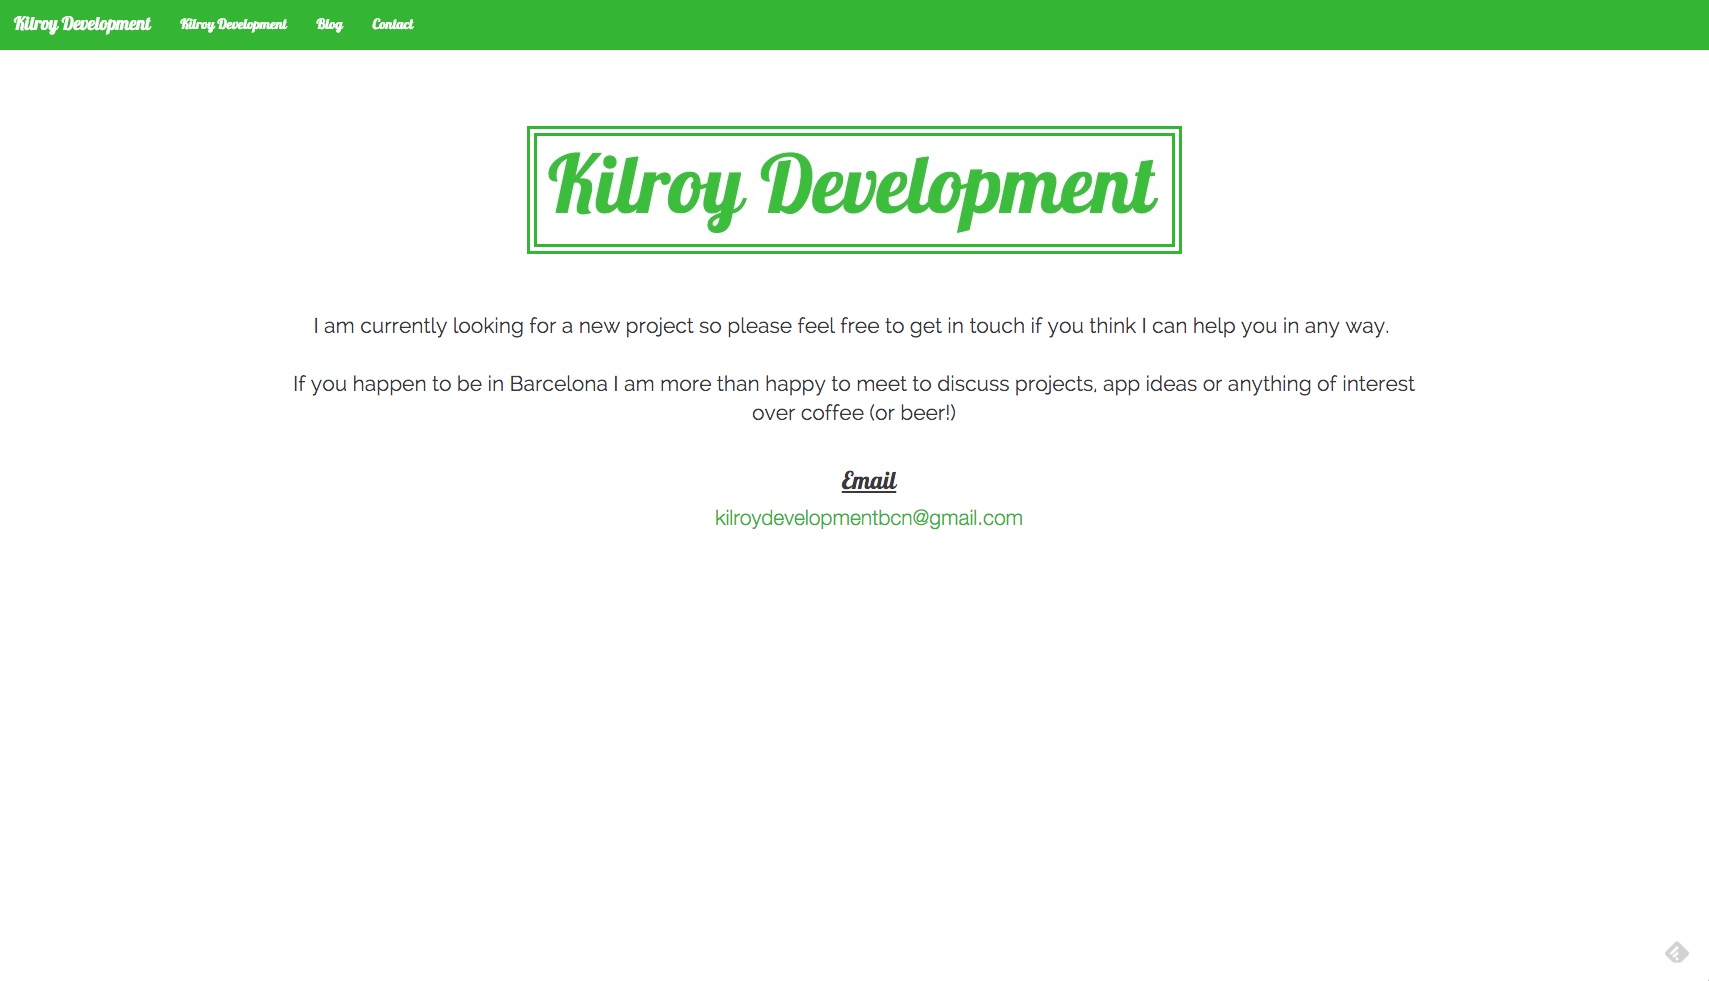 Kilroy Development Kilroy Development Blog Contact
Kilroy Development
I am currently looking for a new project so please feel free to get in touch if you think I can help you in any way.
If you happen to be in Barcelona I am more than happy to meet to discuss projects, app ideas or anything of interest
over coffee (or beer!)
Email
kilroydevelopmentbcn@gmail.com